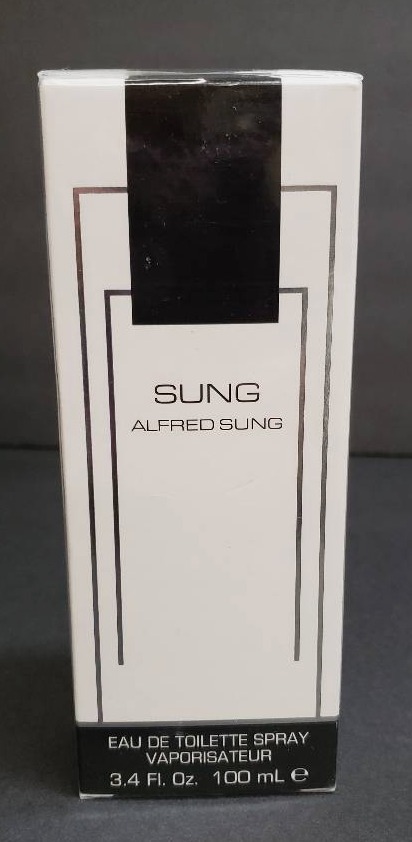 SUNG
ALFRED SUNG
EAU DE TOILETTE SPRAY
VAPORISATEUR
3.4 Fl. Oz. 100 mL ℮